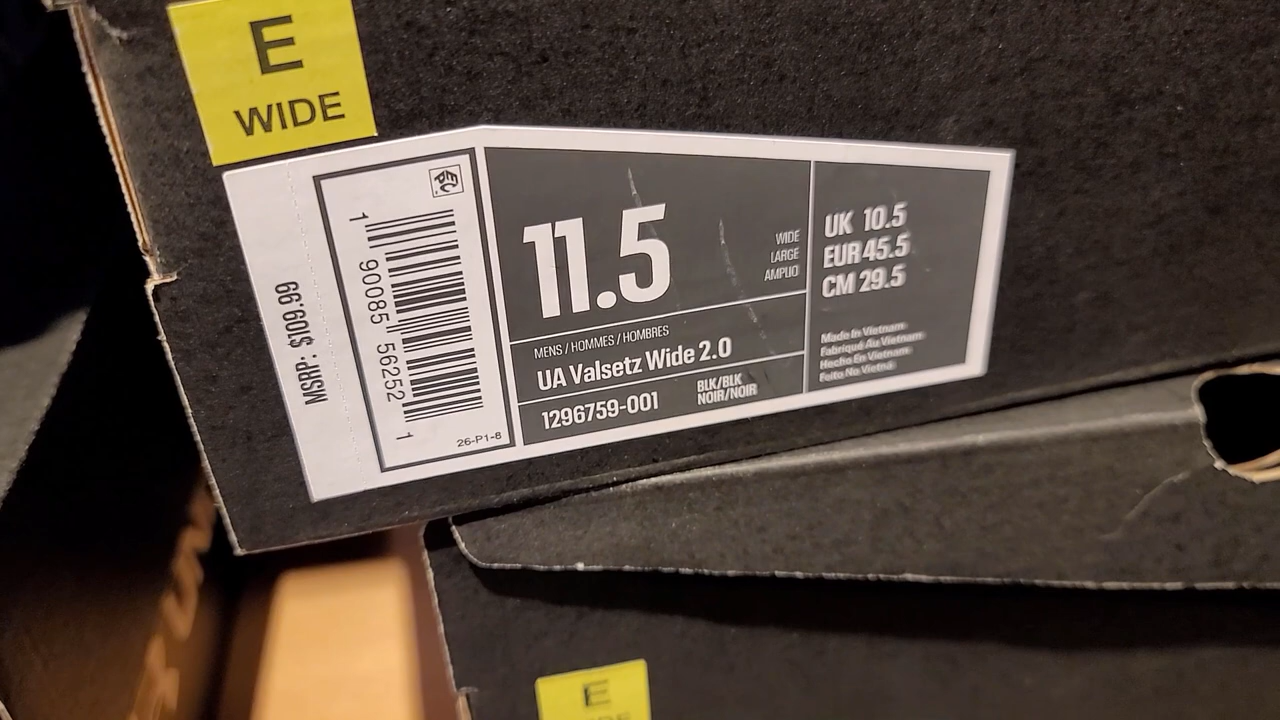 E
WIDE
MSRP: $109.99
EPC
1 90085 56252 1
26-P1-8
11.5
WIDE
LARGE
AMPLIO
MENS / HOMMES / HOMBRES
UA Valsetz Wide 2.0
1296759-001
BLK/BLK
NOIR/NOIR
UK 10.5
EUR 45.5
CM 29.5
Made In Vietnam
Fabriqué Au Vietnam
Hecho En Vietnam
Feito No Vietnã
E